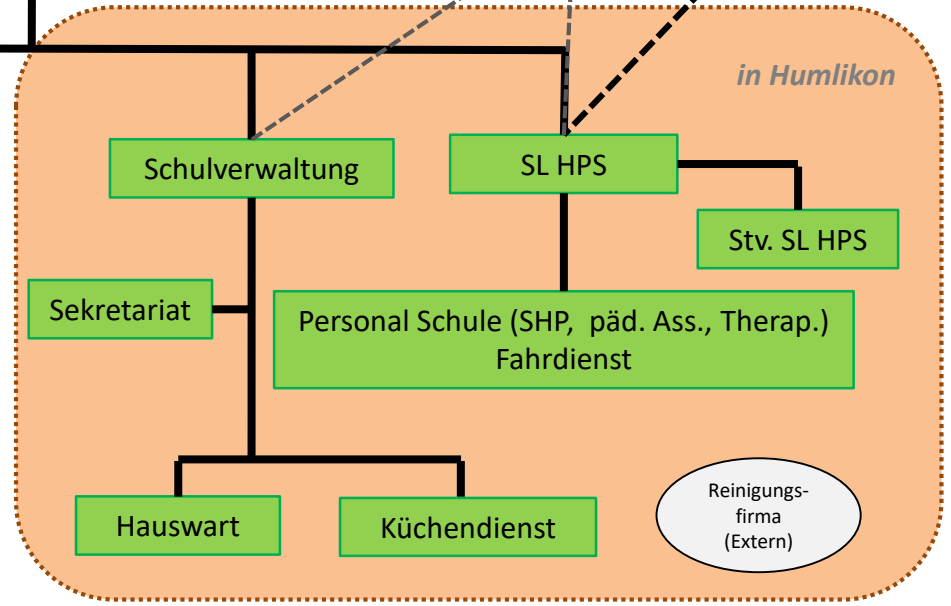 in Humlikon
Schulverwaltung
SL HPS
Stv. SL HPS
Sekretariat
Personal Schule (SHP, päd. Ass., Therap.)
Fahrdienst
Hauswart
Küchendienst
Reinigungs-
firma
(Extern)